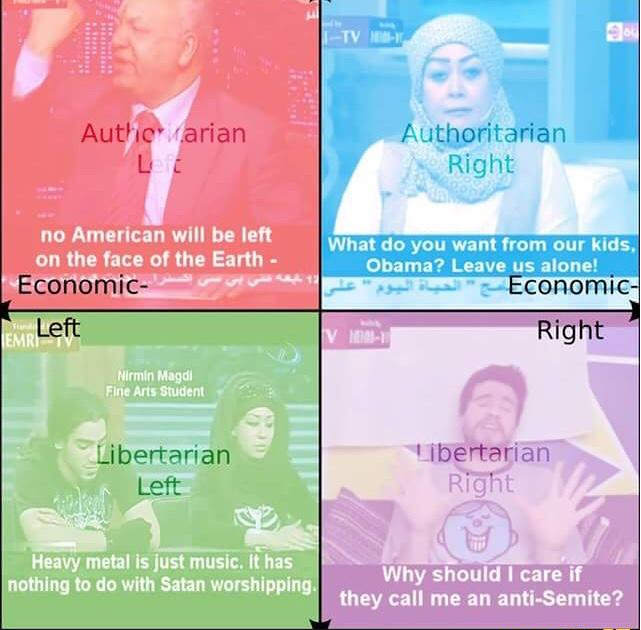 Authoritarian
Left
no American will be left
on the face of the Earth -
Economic-
Left
J-TV
Authoritarian
Right
What do you want from our kids,
Obama? Leave us alone!
Economic-
Right
MEMRI-TV
Nirmin Magdi
Fine Arts Student
Libertarian
Left
Heavy metal is just music. It has
nothing to do with Satan worshipping.
Libertarian
Right
Why should I care if
they call me an anti-Semite?